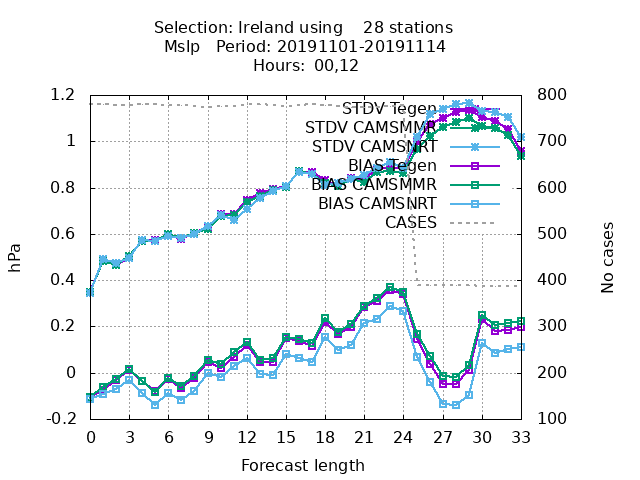 Selection: Ireland using 28 stations
Mslp Period: 20191101-20191114
Hours: 00,12
1.2
1
0.8
0.6
0.4
0.2
0
-0.2
hPa
800
700
600
500
400
300
200
100
No cases
STDV Tegen
STDV CAMSMMR
STDV CAMSNRT
BIAS Tegen
BIAS CAMSMMR
BIAS CAMSNRT
CASES
0 3 6 9 12 15 18 21 24 27 30 33
Forecast length